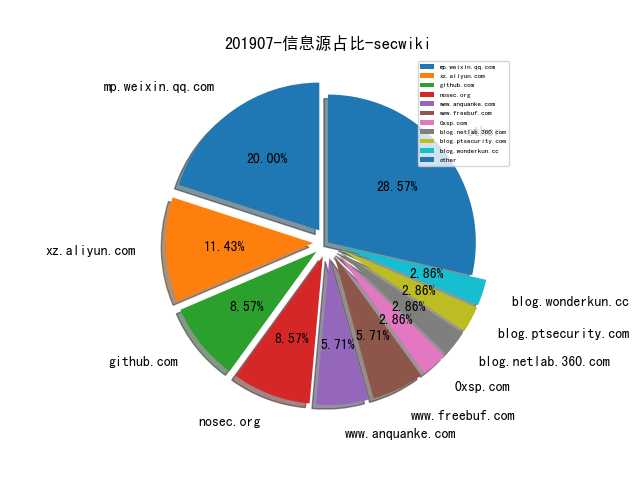 201907-信息源占比-secwiki
mp.weixin.qq.com
xz.aliyun.com
github.com
nosec.org
www.anquanke.com
www.freebuf.com
0xsp.com
blog.netlab.360.com
blog.ptsecurity.com
blog.wonderkun.cc
other
mp.weixin.qq.com
20.00%
28.57%
xz.aliyun.com
11.43%
2.86%
2.86%
2.86%
2.86%
8.57%
8.57%
5.71%
5.71%
blog.wonderkun.cc
blog.ptsecurity.com
github.com
blog.netlab.360.com
0xsp.com
www.freebuf.com
nosec.org
www.anquanke.com